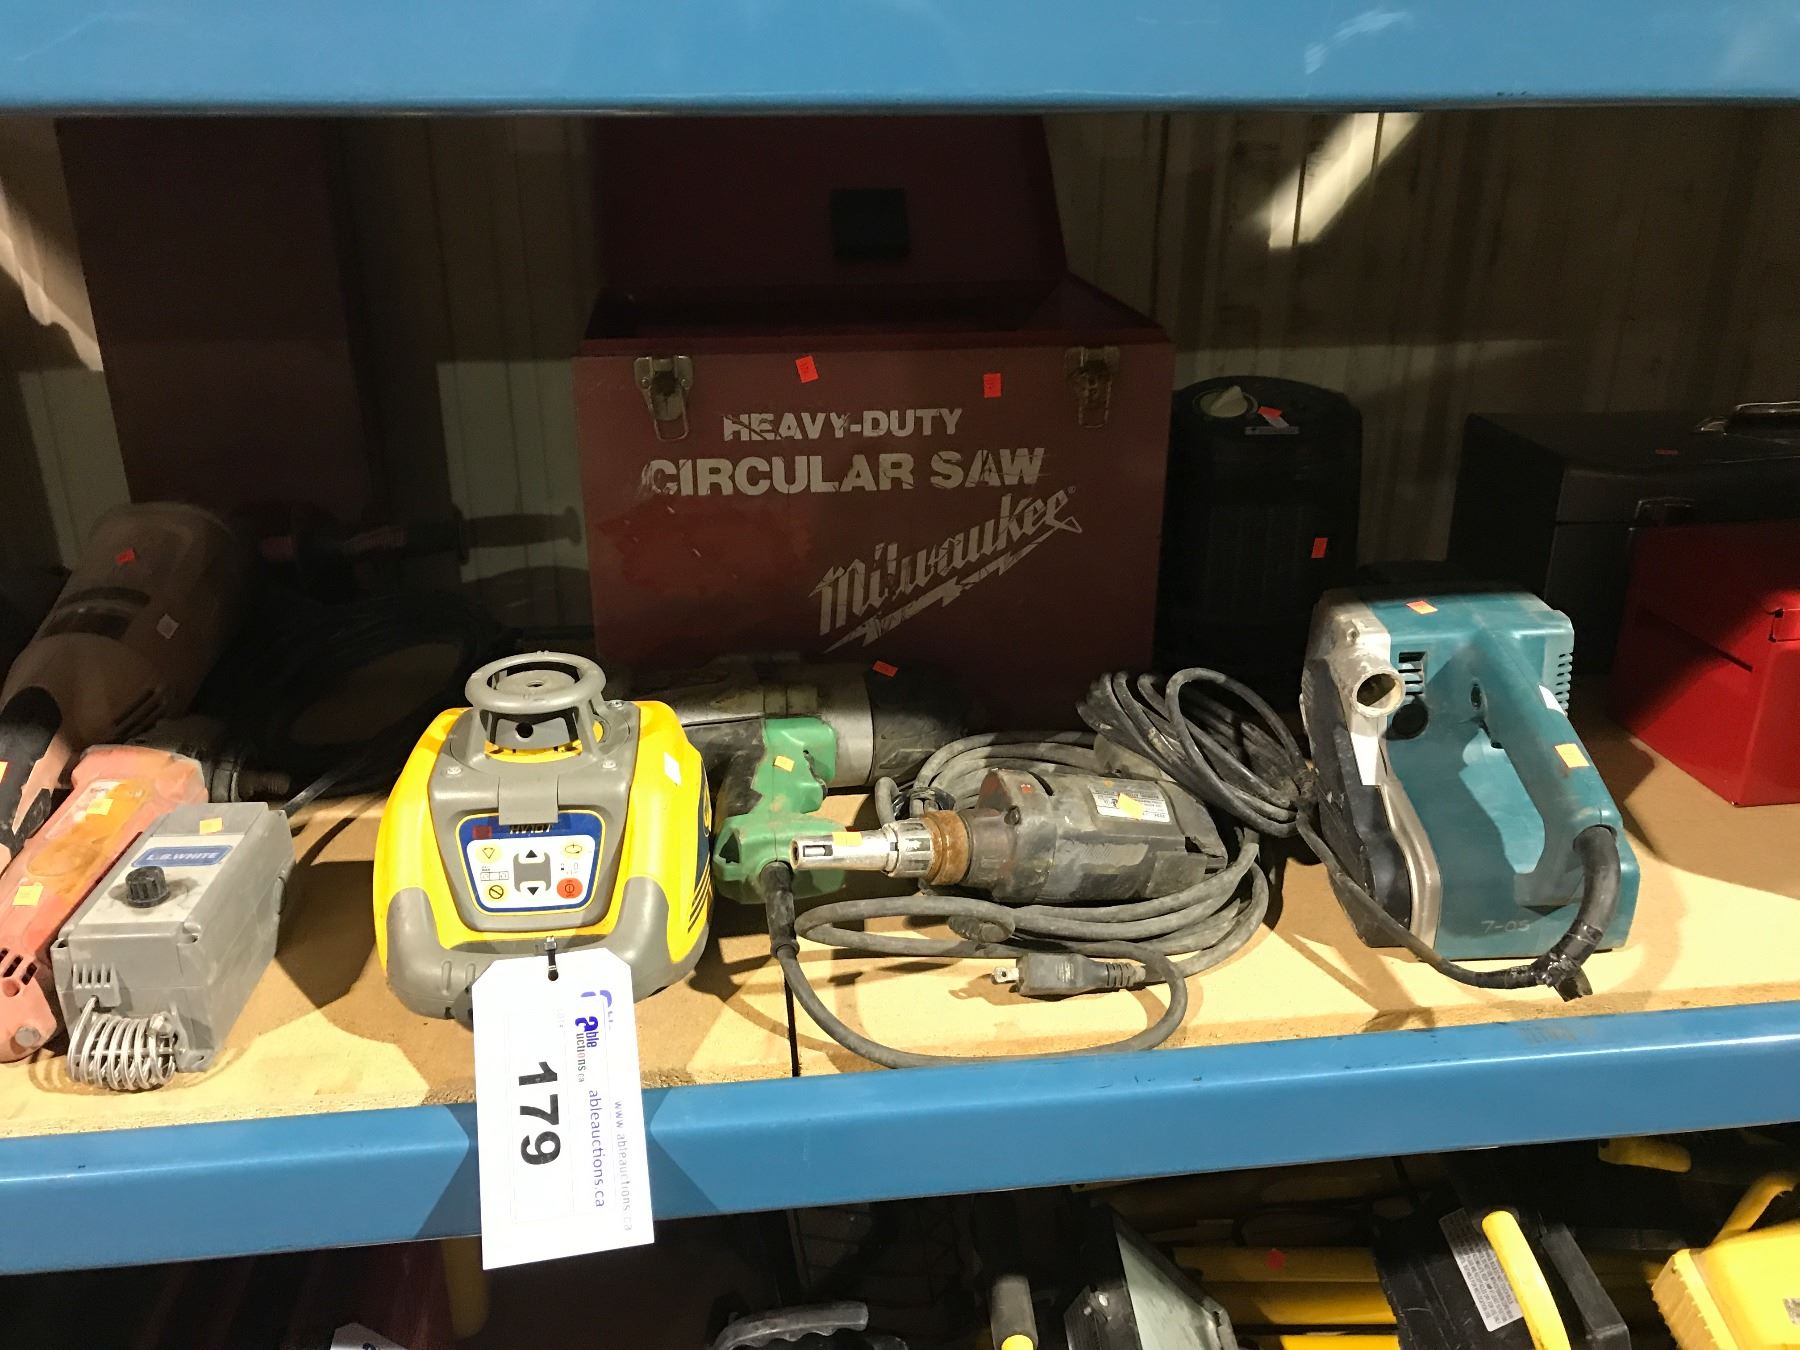 HEAVY-DUTY
CIRCULAR SAW
Milwaukee®
L.B.WHITE
7-05
able
auctions.ca
179
ableauctions.ca
www.ableauctions.ca